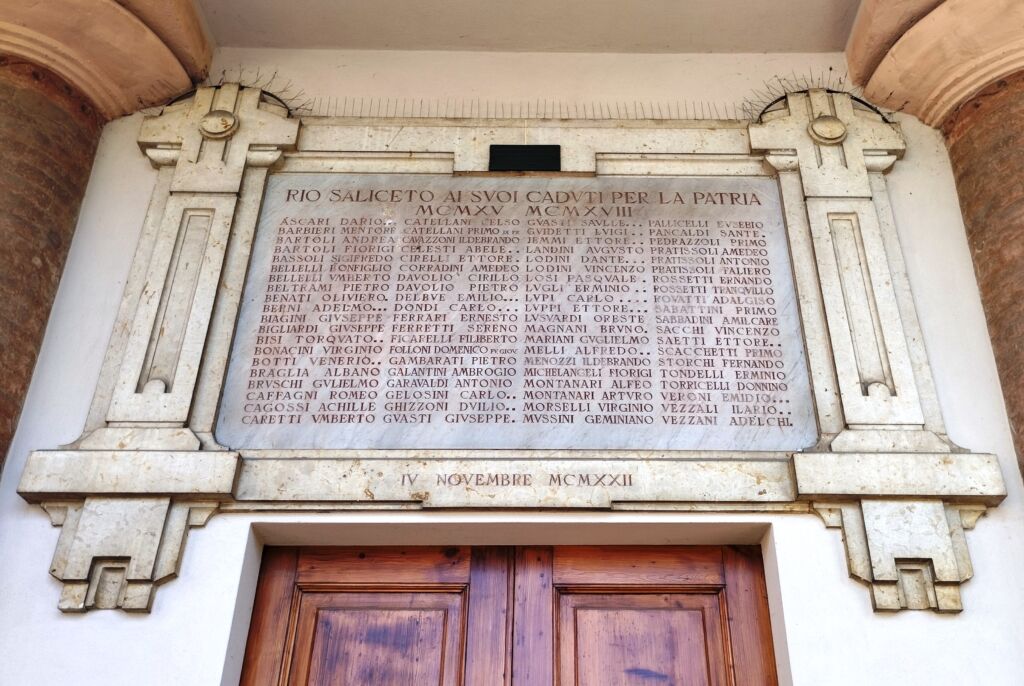 RIO SALICETO AI SVOI CADVTI PER LA PATRIA
MCMXV MCMXVIII
ASCARI DARIO... CATELLANI CELSO GVASTI SAVLLE... PALLICELLI EVSEBIO
BARBIERI MENTORE CATELLANI PRIMO GVIDETTI LVIGI.. PANCALDI SANTE..
BARTOLI ANDREA CAVAZZONI ILDEBRANDO JEMMI ETTORE... PEDRAZZOLI PRIMO
BARTOLI FIORIGI CELESTI ABELE.. LANDINI AVGVSTO PRATISSOLI AMEDEO
BASSOLI SIGIFREDO CIRELLI ETTORE.. LODINI DANTE... PRATISSOLI ANTONIO
BELLELLI BONFIGLIO CORRADINI AMEDEO LODINI VINCENZO PRATISSOLI TALIERO
BELLELLI VMBERTO DAVOLIO CIRILLO LOSI PASQVALE.. ROSSETTI ERNANDO
BELTRAMI PIETRO DAVOLIO PIETRO LVGLI ERMINIO... ROSSETTI TRANQVILLO
BENATI OLIVIERO. DELBVE EMILIO... LVPI CARLO .... ROVATTI ADALGISO
BERNI ADELMO... DONDI CARLO.... LVPPI ETTORE... SABATTINI PRIMO
BIAGINI GIVSEPPE FERRARI ERNESTO LVSVARDI ORESTE SABBADINI AMILCARE
BIGLIARDI GIVSEPPE FERRETTI SERENO MAGNANI BRVNO. SACCHI VINCENZO
BISI TORQVATO.. FICARELLI FILIBERTO MARIANI GVGLIELMO SAETTI ETTORE..
BONACINI VIRGINIO FOLLONI DOMENICO MELLI ALFREDO.. SCACCHETTI PRIMO
BOTTI VENERIO.. GAMBARATI PIETRO MENOZZI ILDEBRANDO STORCHI FERNANDO
BRAGLIA ALBANO GALANTINI AMBROGIO MICHELANGELI FIORIGI TONDELLI ERMINIO
BRVSCHI GVLIELMO GARAVALDI ANTONIO MONTANARI ALFEO TORRICELLI DONNINO
CAFFAGNI ROMEO GELOSINI CARLO.. MONTANARI ARTVRO VERONI EMIDIO...
CAGOSSI ACHILLE GHIZZONI DVILIO.. MORSELLI VIRGINIO VEZZALI ILARIO..
CARETTI VMBERTO GVASTI GIVSEPPE. MVSSINI GEMINIANO VEZZANI ADELCHI.
IV NOVEMBRE MCMXXII